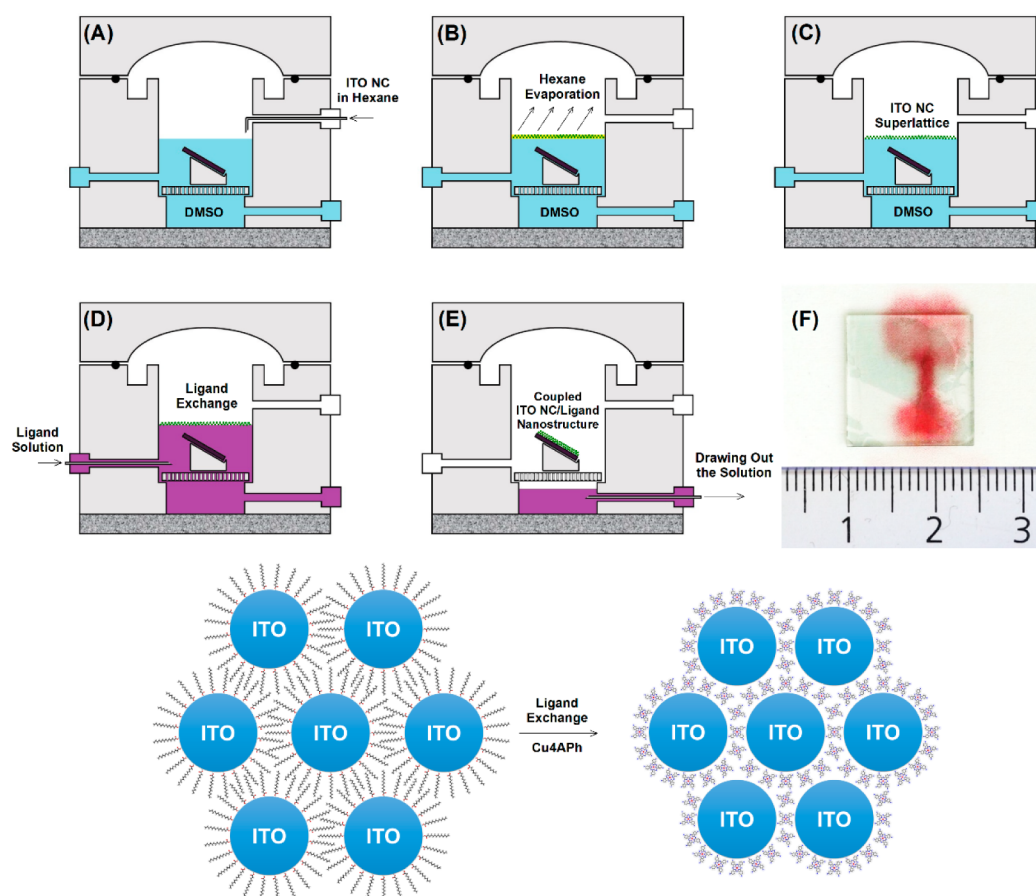 (A)
ITO NC
in Hexane
DMSO
(B)
Hexane
Evaporation
DMSO
(C)
ITO NC
Superlattice
DMSO
(D)
Ligand
Exchange
Ligand
Solution
(E)
Coupled
ITO NC/Ligand
Nanostructure
Drawing Out
the Solution
(F)
1 2 3
ITO ITO
ITO ITO ITO
ITO ITO
Ligand
Exchange
Cu4APh
ITO ITO
ITO ITO ITO
ITO ITO